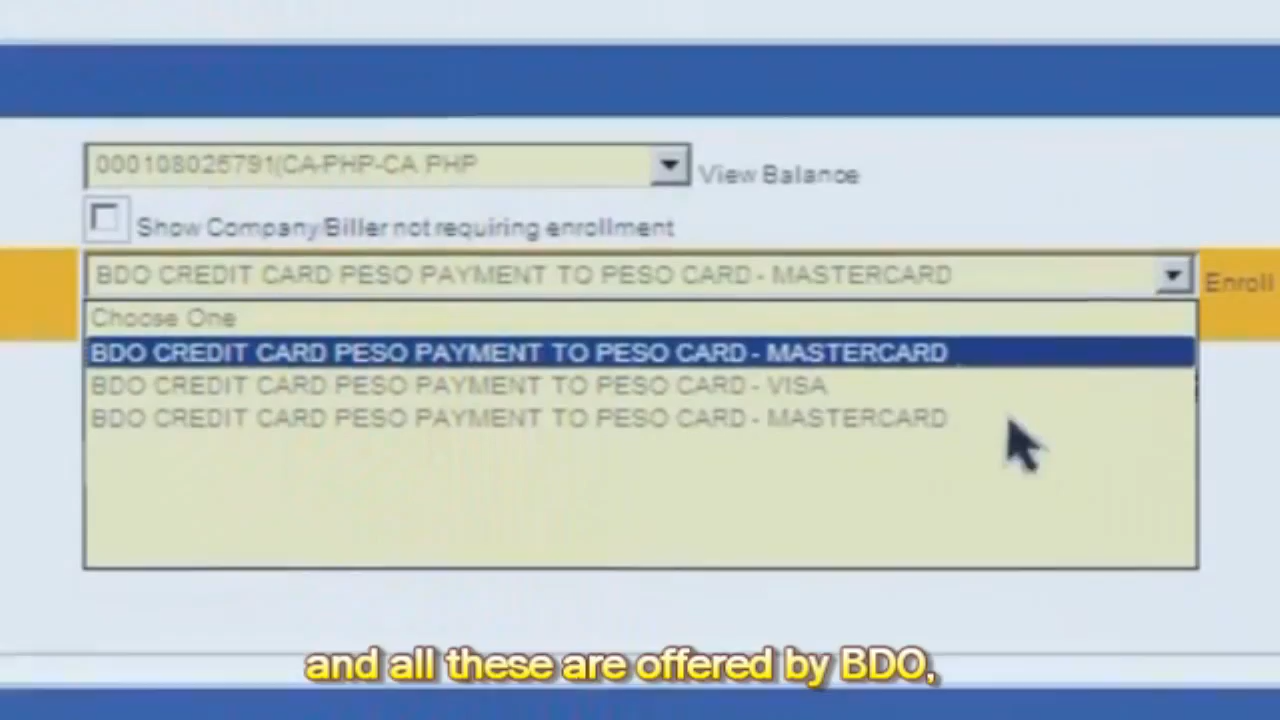 000108025791(CA-PHP-CA PHP
View Balance
Show Company/Biller not requiring enrollment
BDO CREDIT CARD PESO PAYMENT TO PESO CARD - MASTERCARD
Enroll
Choose One
BDO CREDIT CARD PESO PAYMENT TO PESO CARD - MASTERCARD
BDO CREDIT CARD PESO PAYMENT TO PESO CARD - VISA
BDO CREDIT CARD PESO PAYMENT TO PESO CARD - MASTERCARD
and all these are offered by BDO,